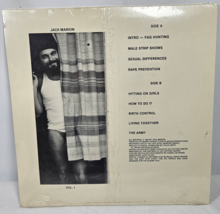 JACK MARION
SIDE A
INTRO — FAG HUNTING
MALE STRIP SHOWS
SEXUAL DIFFERENCES
RAPE PREVENTION
SIDE B
HITTING ON GIRLS
HOW TO DO IT
BIRTH CONTROL
LIVING TOGETHER
THE ARMY
VOL. 1